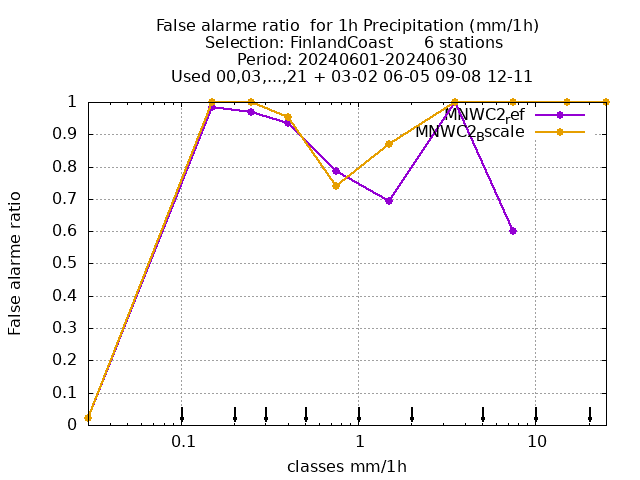 False alarme ratio  for 1h Precipitation (mm/1h)
Selection: FinlandCoast      6 stations
Period: 20240601-20240630
Used 00,03,...,21 + 03-02 06-05 09-08 12-11
MNWC2ref
MNWC2Bscale
False alarme ratio
1
0.9
0.8
0.7
0.6
0.5
0.4
0.3
0.2
0.1
0
0.1 1 10
classes mm/1h